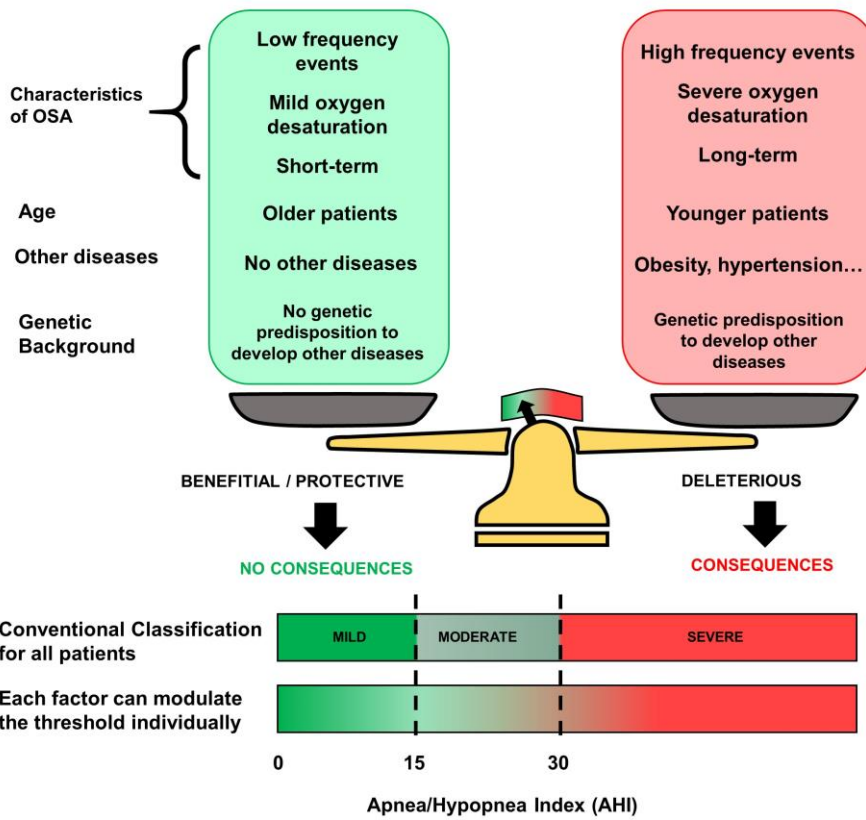 Characteristics
of OSA
Low frequency
events
Mild oxygen
desaturation
Short-term
High frequency events
Severe oxygen
desaturation
Long-term
Age
Older patients
Younger patients
Other diseases
No other diseases
Obesity, hypertension…
Genetic
Background
No genetic
predisposition to
develop other diseases
Genetic predisposition
to develop other
diseases
BENEFITIAL / PROTECTIVE
DELETERIOUS
NO CONSEQUENCES
CONSEQUENCES
Conventional Classification
for all patients
MILD
MODERATE
SEVERE
Each factor can modulate
the threshold individually
0
15
30
Apnea/Hypopnea Index (AHI)